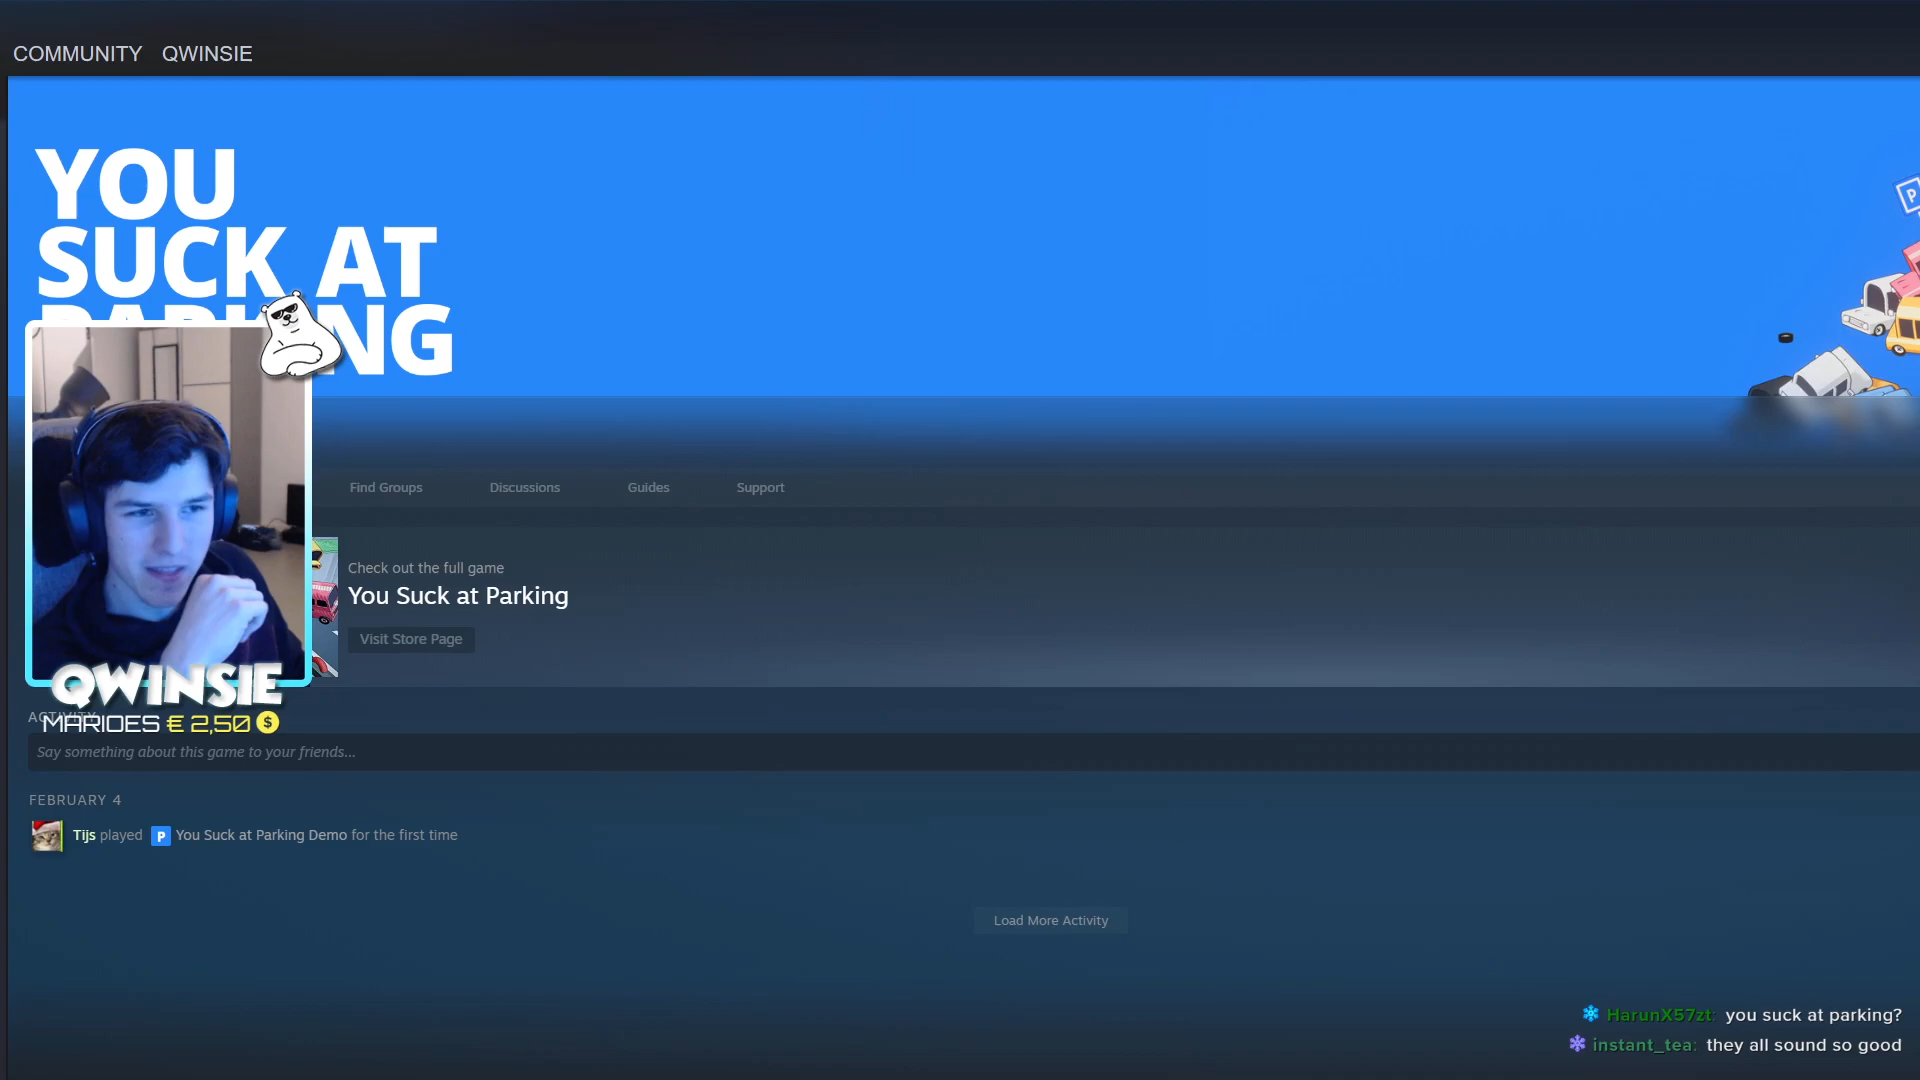 COMMUNITY QWINSIE
YOU
SUCK AT
PARKING
P
Find Groups Discussions Guides Support
Check out the full game
You Suck at Parking
Visit Store Page
QWINSIE
ACTIVITY
MARIOES € 2,50 $
Say something about this game to your friends...
FEBRUARY 4
Tijs played P You Suck at Parking Demo for the first time
Load More Activity
HarunX57zt: you suck at parking?
instant_tea: they all sound so good